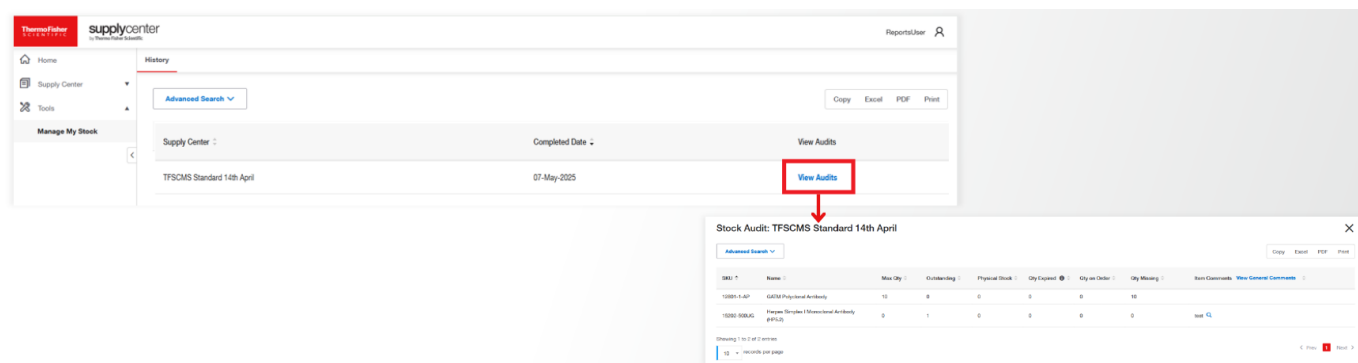 ThermoFisher
SCIENTIFIC
supplycenter
by Thermo Fisher Scientific
ReportsUser
Home
History
Supply Center
Tools
Advanced Search
Copy Excel PDF Print
Manage My Stock
Supply Center Completed Date View Audits
TFSCMS Standard 14th April 07-May-2025 View Audits
Stock Audit: TFSCMS Standard 14th April
Advanced Search
Copy Excel PDF Print
SKU Name Max Qty Outstanding Physical Stock Qty Expired Qty on Order Qty Missing Item Comments View General Comments
GATM Polyclonal Antibody 10 0 0 0 0 10
Herpes Simplex I Monoclonal Antibody 0 1 0 0 0 0 test
Showing 1 to 2 of 2 entries
10 records per page
Prev 1 Next